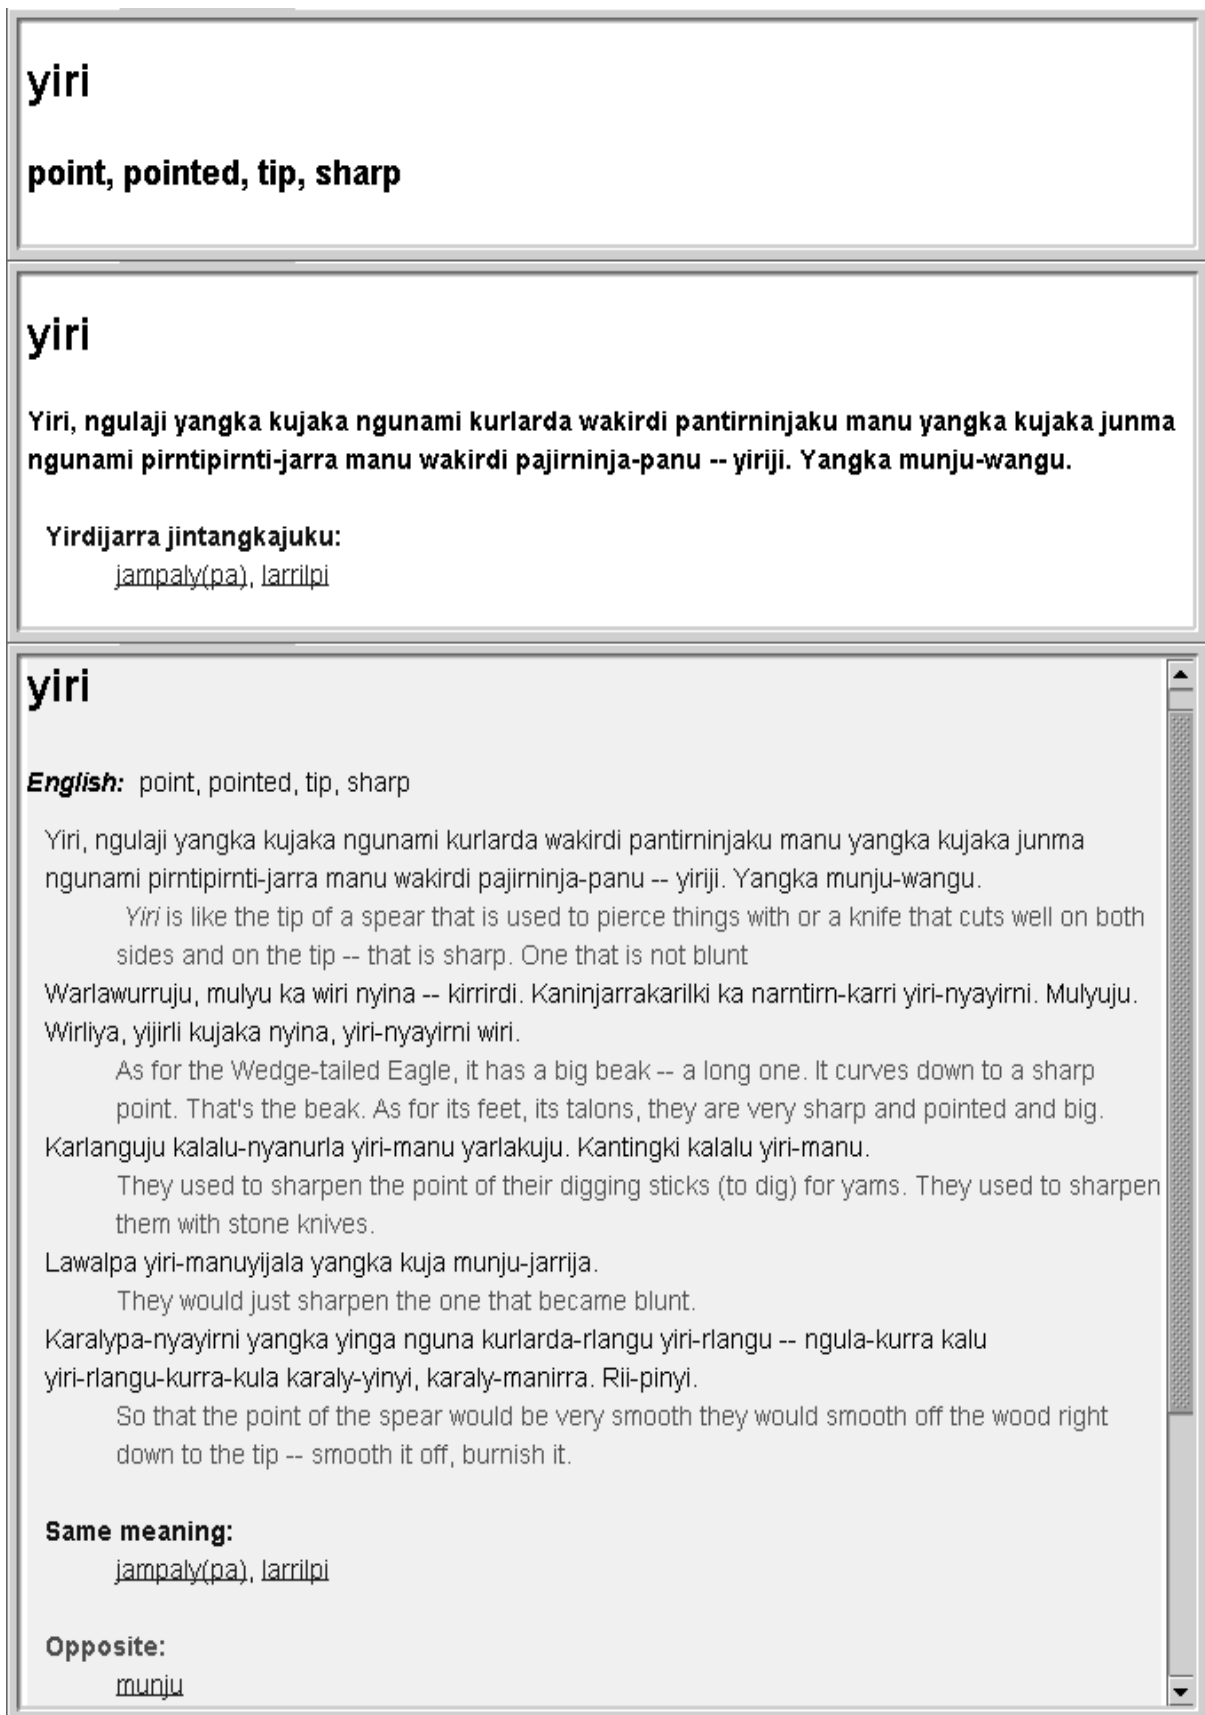 yiri
point, pointed, tip, sharp
yiri
Yiri, ngulaji yangka kujaka ngunami kurlarda wakirdi pantirninjaku manu yangka kujaka junma
ngunami pirntipirnti-jarra manu wakirdi pajirninja-panu -- yiriji. Yangka munju-wangu.
Yirdijarra jintangkajuku:
jampaly(pa), larrilpi
yiri
English: point, pointed, tip, sharp
Yiri, ngulaji yangka kujaka ngunami kurlarda wakirdi pantirninjaku manu yangka kujaka junma
ngunami pirntipirnti-jarra manu wakirdi pajirninja-panu -- yiriji. Yangka munju-wangu.
Yiri is like the tip of a spear that is used to pierce things with or a knife that cuts well on both
sides and on the tip -- that is sharp. One that is not blunt
Warlawurruju, mulyu ka wiri nyina -- kirrirdi. Kaninjarrakarilki ka narntirn-karri yiri-nyayirni. Mulyuju.
Wirliya, yijirli kujaka nyina, yiri-nyayirni wiri.
As for the Wedge-tailed Eagle, it has a big beak -- a long one. It curves down to a sharp
point. That's the beak. As for its feet, its talons, they are very sharp and pointed and big.
Karlanguju kalalu-nyanurla yiri-manu yarlakuju. Kantingki kalalu yiri-manu.
They used to sharpen the point of their digging sticks (to dig) for yams. They used to sharpen
them with stone knives.
Lawalpa yiri-manuyijala yangka kuja munju-jarrija.
They would just sharpen the one that became blunt.
Karalypa-nyayirni yangka yinga nguna kurlarda-rlangu yiri-rlangu -- ngula-kurra kalu
yiri-rlangu-kurra-kula karaly-yinyi, karaly-manirra. Rii-pinyi.
So that the point of the spear would be very smooth they would smooth off the wood right
down to the tip -- smooth it off, burnish it.
Same meaning:
jampaly(pa), larrilpi
Opposite:
munju